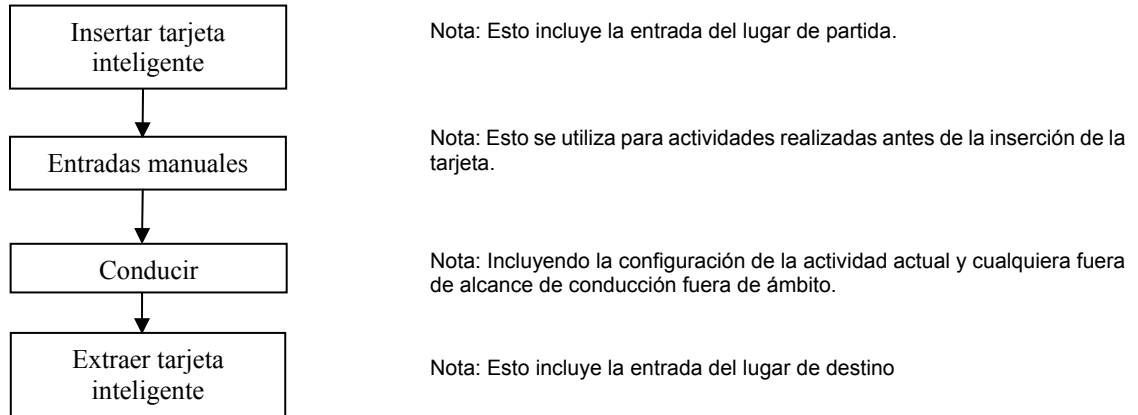 Insertar tarjeta
inteligente
Nota: Esto incluye la entrada del lugar de partida.
Entradas manuales
Nota: Esto se utiliza para actividades realizadas antes de la inserción de la
tarjeta.
Conducir
Nota: Incluyendo la configuración de la actividad actual y cualquiera fuera
de alcance de conducción fuera de ámbito.
Extraer tarjeta
inteligente
Nota: Esto incluye la entrada del lugar de destino